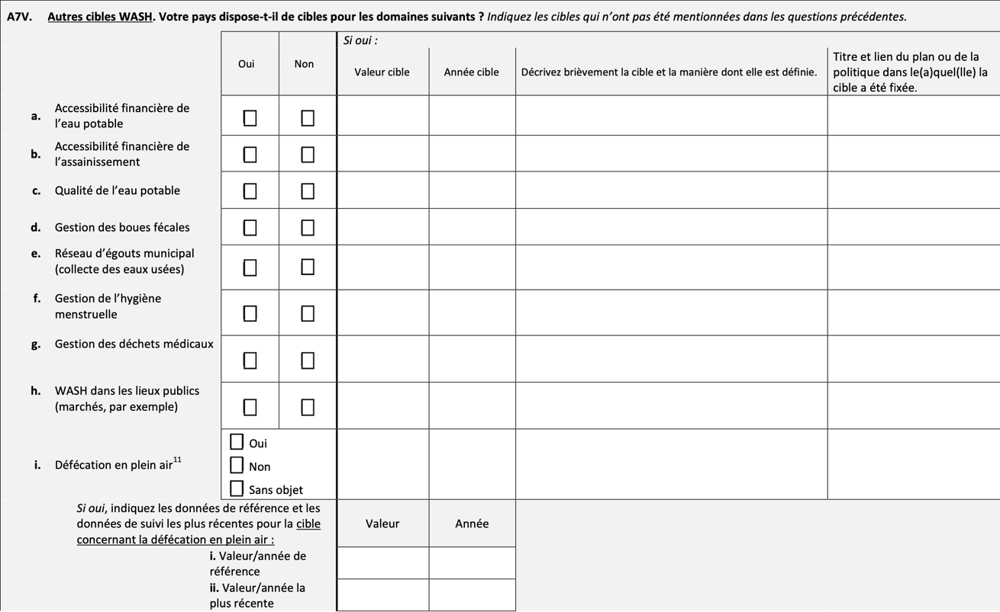 A7V. Autres cibles WASH. Votre pays dispose-t-il de cibles pour les domaines suivants ? Indiquez les cibles qui n’ont pas été mentionnées dans les questions précédentes.
Si oui :
Oui
Non
Valeur cible
Année cible
Décrivez brièvement la cible et la manière dont elle est définie.
Titre et lien du plan ou de la
politique dans le(a)quel(lle) la
cible a été fixée.
a. Accessibilité financière de
l’eau potable
b. Accessibilité financière de
l’assainissement
c. Qualité de l’eau potable
d. Gestion des boues fécales
e. Réseau d’égouts municipal
(collecte des eaux usées)
f. Gestion de l’hygiène
menstruelle
g. Gestion des déchets médicaux
h. WASH dans les lieux publics
(marchés, par exemple)
i. Défécation en plein air11
Oui
Non
Sans objet
Si oui, indiquez les données de référence et les
données de suivi les plus récentes pour la cible
concernant la défécation en plein air :
Valeur
Année
i. Valeur/année de
référence
ii. Valeur/année la
plus récente